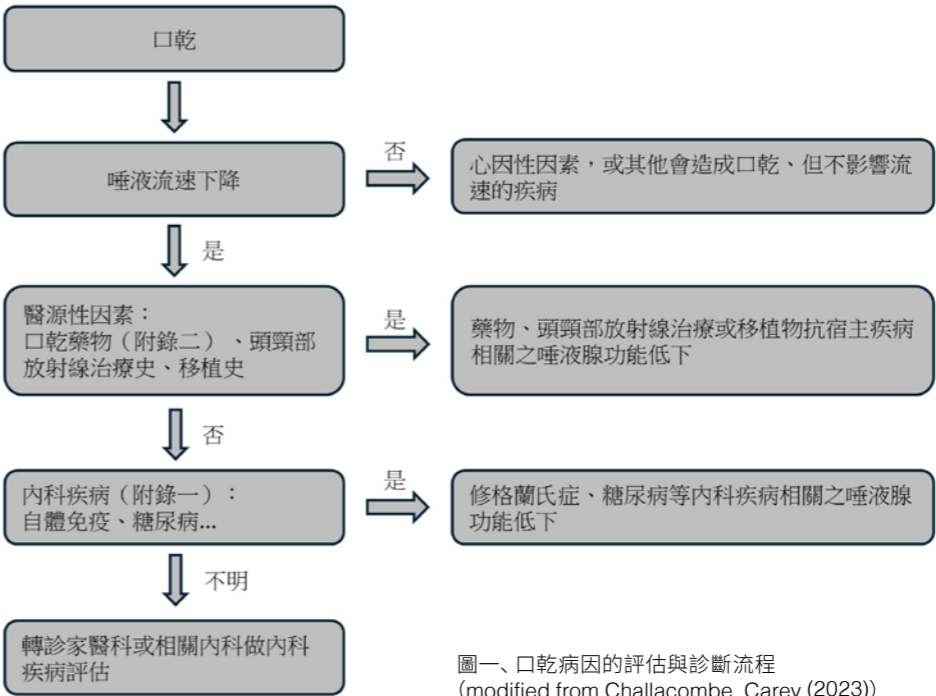 口乾
唾液流速下降
否
心因性因素，或其他會造成口乾、但不影響流
速的疾病
是
醫源性因素：
口乾藥物（附錄二）、頭頸部
放射線治療史、移植史
是
藥物、頭頸部放射線治療或移植物抗宿主疾病
相關之唾液腺功能低下
否
內科疾病（附錄一）：
自體免疫、糖尿病...
是
修格蘭氏症、糖尿病等內科疾病相關之唾液腺
功能低下
不明
轉診家醫科或相關內科做內科
疾病評估
圖一、口乾病因的評估與診斷流程
(modified from Challacombe, Carey (2023))